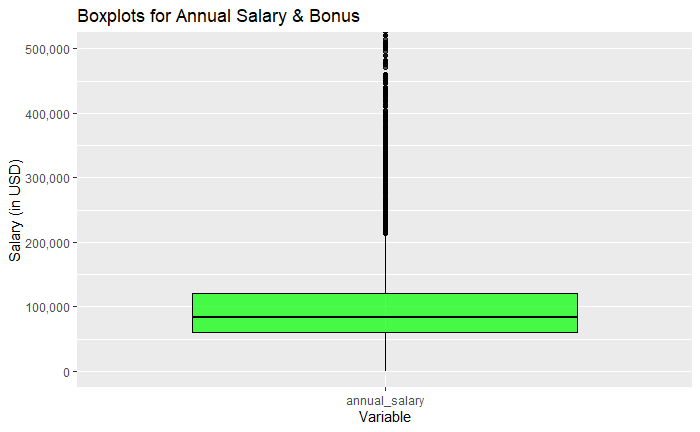 Boxplots for Annual Salary & Bonus
Salary (in USD)
500,000
400,000
300,000
200,000
100,000
0
annual_salary
Variable